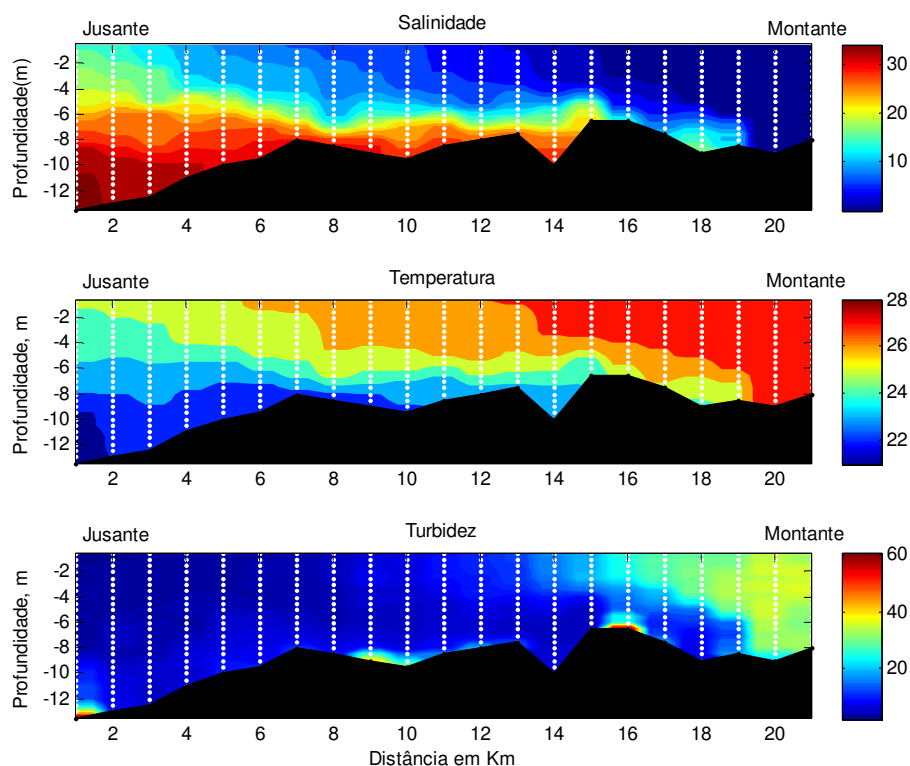 Jusante Salinidade Montante
Profundidade(m)
-2
-4
-6
-8
-10
-12
2 4 6 8 10 12 14 16 18 20
30
20
10
Jusante Temperatura Montante
Profundidade, m
-2
-4
-6
-8
-10
-12
2 4 6 8 10 12 14 16 18 20
28
26
24
22
Jusante Turbidez Montante
Profundidade, m
-2
-4
-6
-8
-10
-12
2 4 6 8 10 12 14 16 18 20
60
40
20
Distância em Km